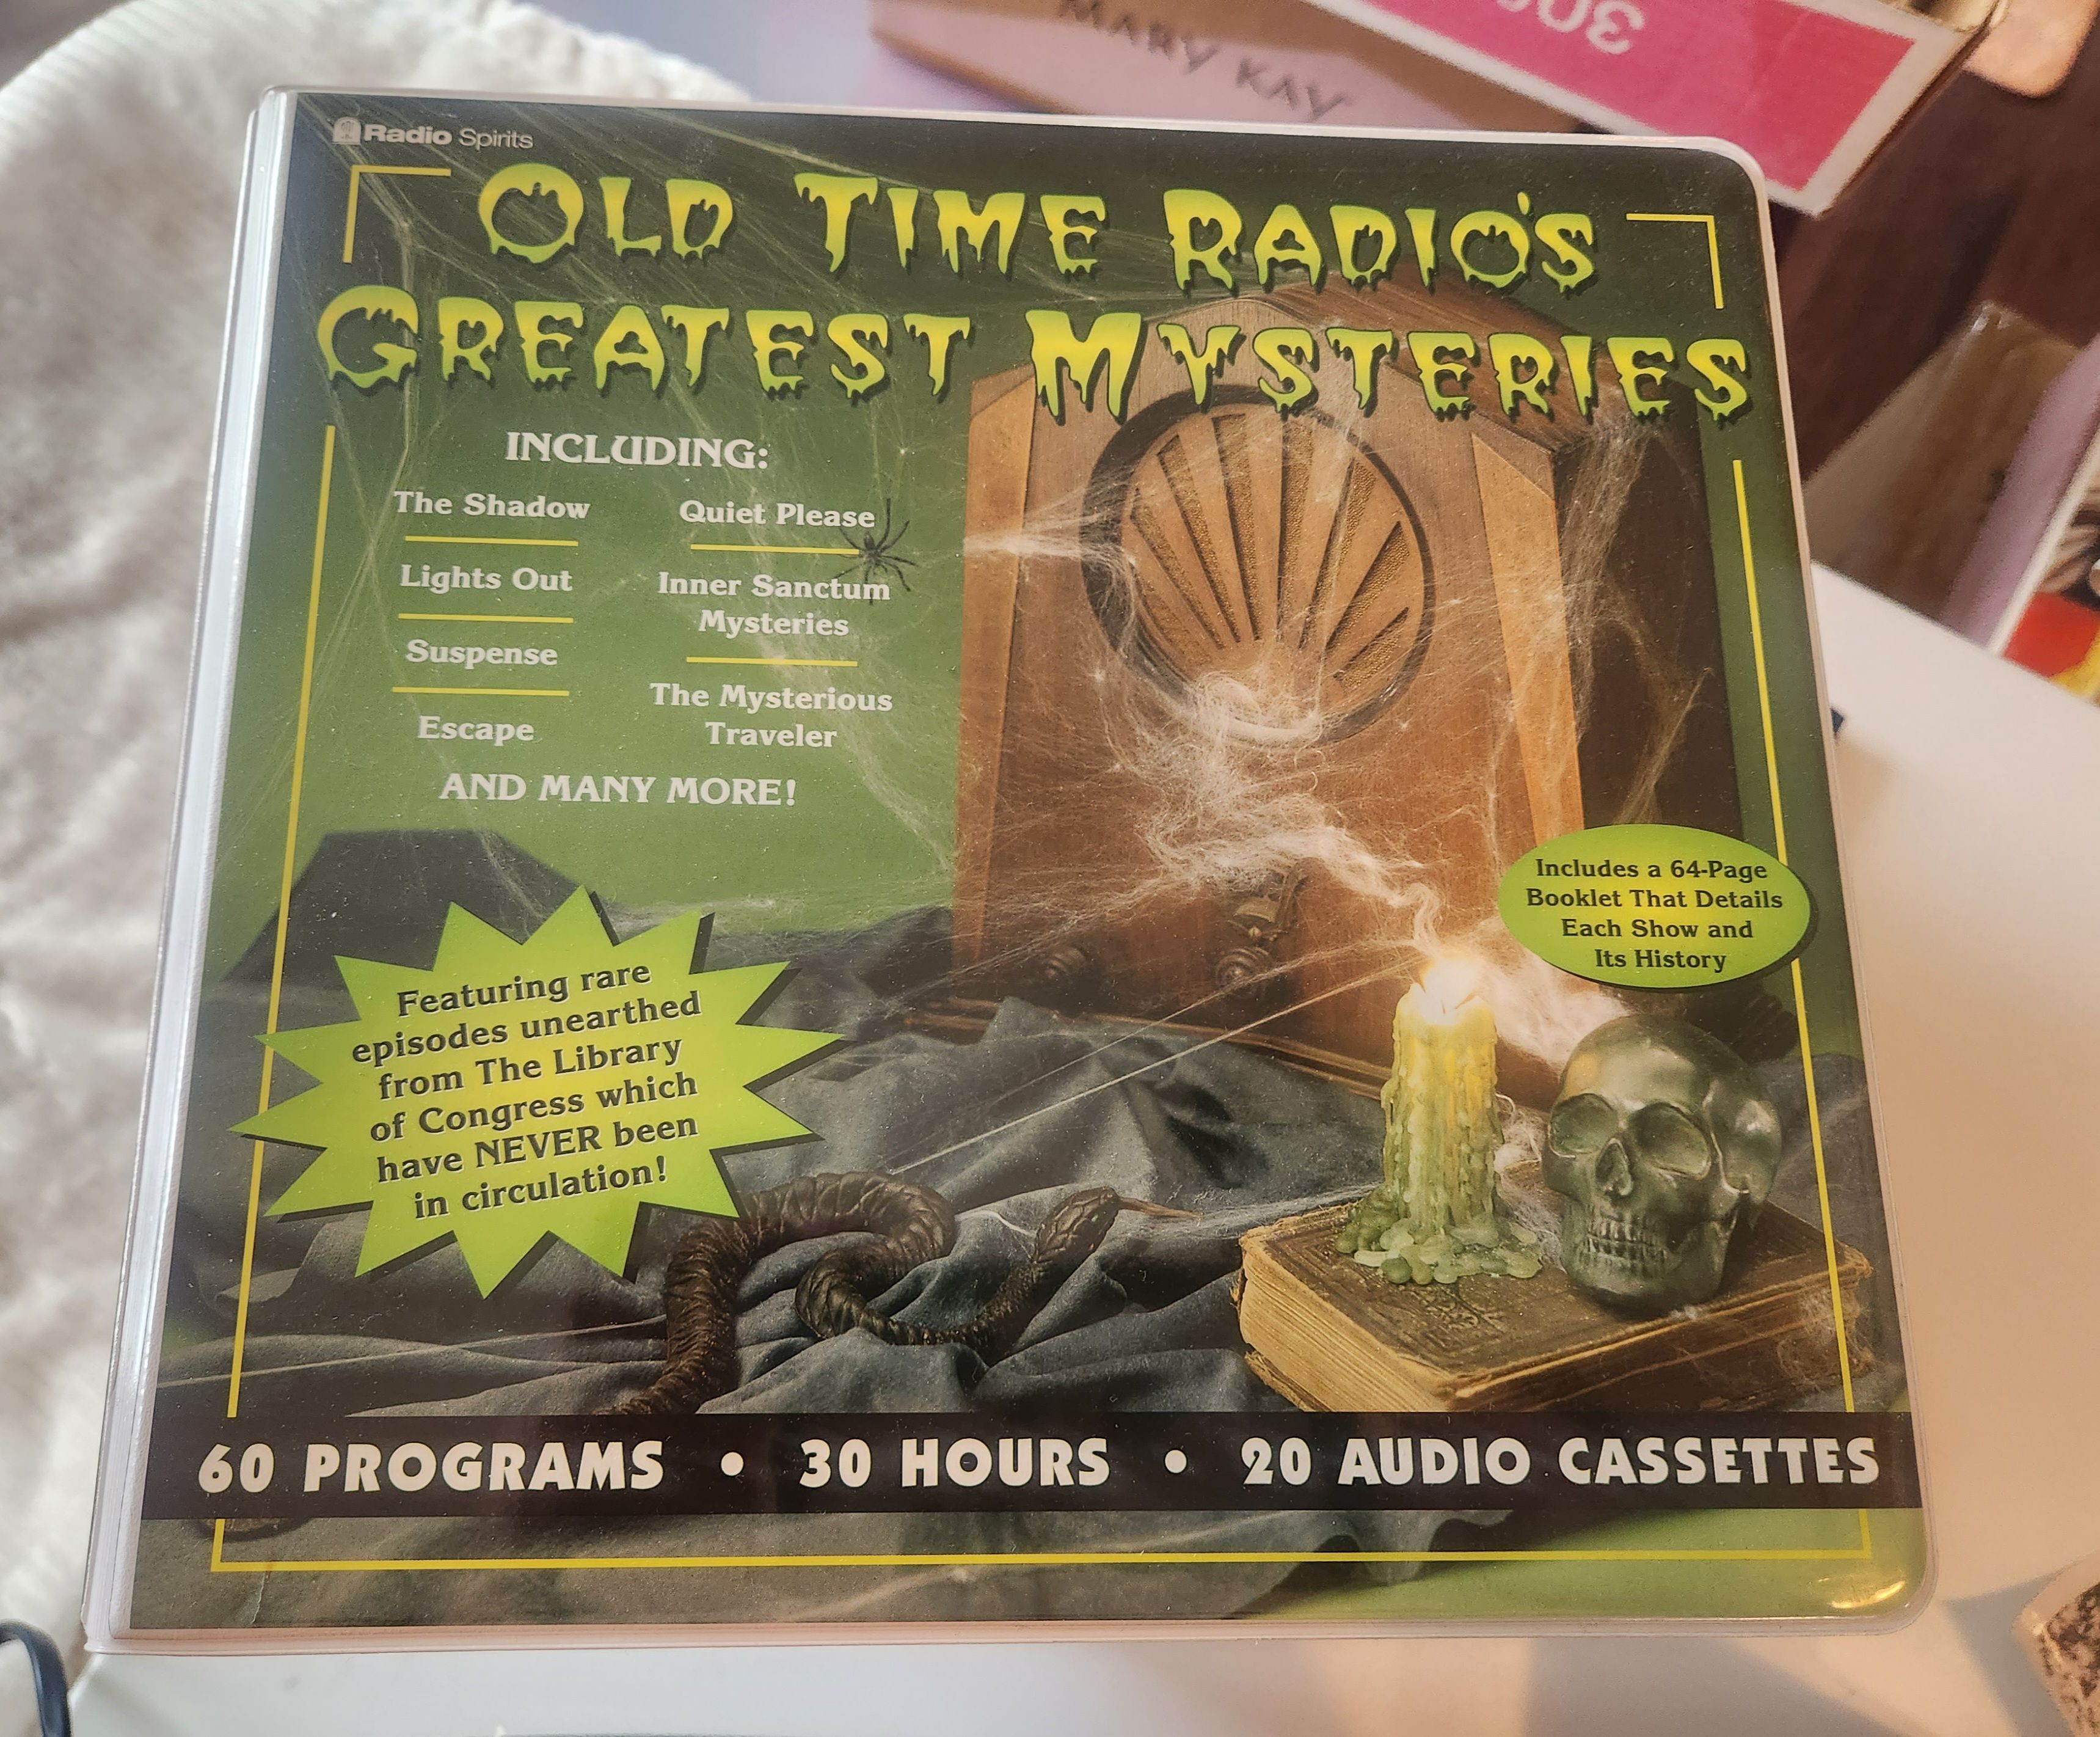 MARY KAY
30
Radio Spirits
OLD TIME RADIO'S
GREATEST MYSTERIES
INCLUDING:
The Shadow
Lights Out
Suspense
Escape
Quiet Please
Inner Sanctum
Mysteries
The Mysterious
Traveler
AND MANY MORE!
Includes a 64-Page
Booklet That Details
Each Show and
Its History
Featuring rare
episodes unearthed
from The Library
of Congress which
have NEVER been
in circulation!
60 PROGRAMS • 30 HOURS • 20 AUDIO CASSETTES